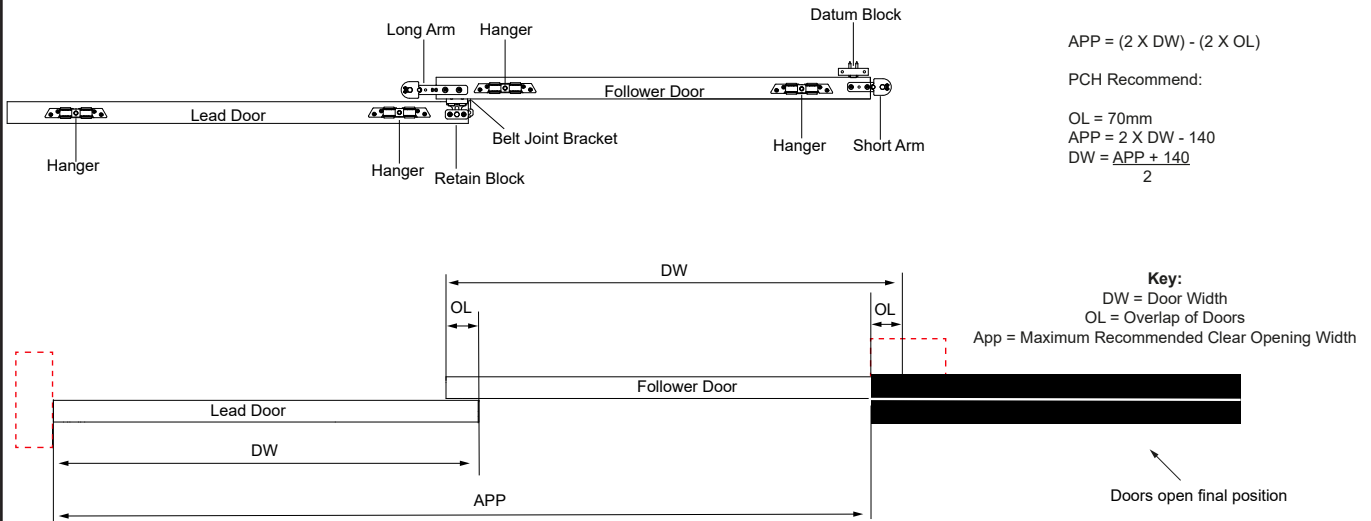 Datum Block
Long Arm
Hanger
Follower Door
Lead Door
Belt Joint Bracket
Hanger
Hanger
Retain Block
Hanger
Short Arm
APP = (2 X DW) - (2 X OL)
PCH Recommend:
OL = 70mm
APP = 2 X DW - 140
DW = APP + 140
2
DW
OL
OL
Key:
DW = Door Width
OL = Overlap of Doors
App = Maximum Recommended Clear Opening Width
Follower Door
Lead Door
DW
APP
Doors open final position